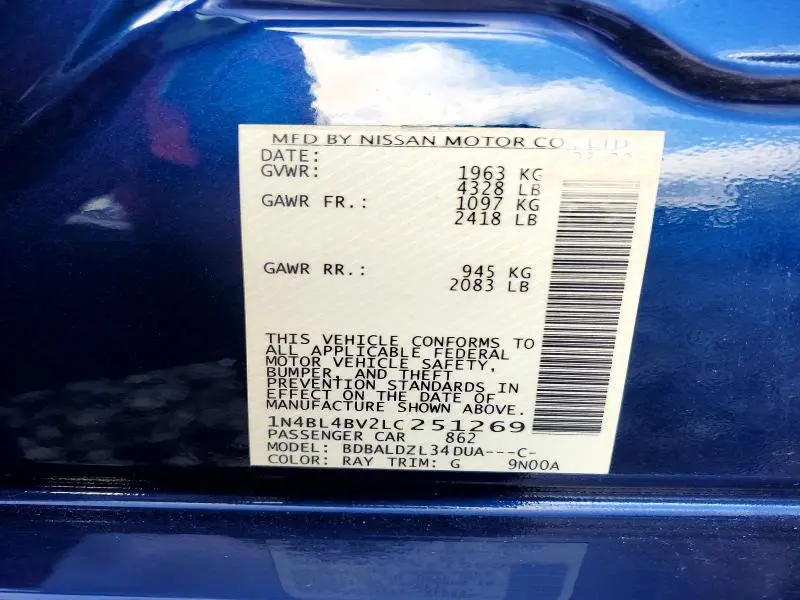 MFD BY NISSAN MOTOR CO., LTD
DATE:
GVWR: 1963 KG
4328 LB
GAWR FR.: 1097 KG
2418 LB
GAWR RR.: 945 KG
2083 LB
THIS VEHICLE CONFORMS TO
ALL APPLICABLE FEDERAL
MOTOR VEHICLE SAFETY,
BUMPER, AND THEFT
PREVENTION STANDARDS IN
EFFECT ON THE DATE OF
MANUFACTURE SHOWN ABOVE.
1N4BL4BV2LC251269
PASSENGER CAR 862
MODEL: BDBALDZL34DUA---C-
COLOR: RAY TRIM: G 9N00A